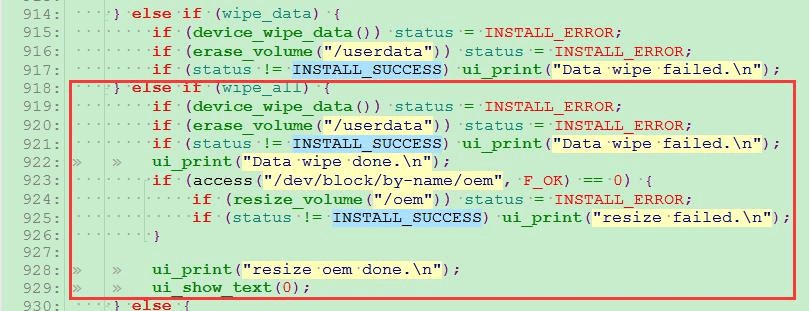 914: } else if (wipe_data) {
915: if (device_wipe_data()) status = INSTALL_ERROR;
916: if (erase_volume("/userdata")) status = INSTALL_ERROR;
917: if (status != INSTALL_SUCCESS) ui_print("Data wipe failed.\n");
918: } else if (wipe_all) {
919: if (device_wipe_data()) status = INSTALL_ERROR;
920: if (erase_volume("/userdata")) status = INSTALL_ERROR;
921: if (status != INSTALL_SUCCESS) ui_print("Data wipe failed.\n");
922: » » ui_print("Data wipe done.\n");
923: if (access("/dev/block/by-name/oem", F_OK) == 0) {
924: if (resize_volume("/oem")) status = INSTALL_ERROR;
925: if (status != INSTALL_SUCCESS) ui_print("resize failed.\n");
926: }
927:
928: » » ui_print("resize oem done.\n");
929: » » ui_show_text(0);
930: } else {